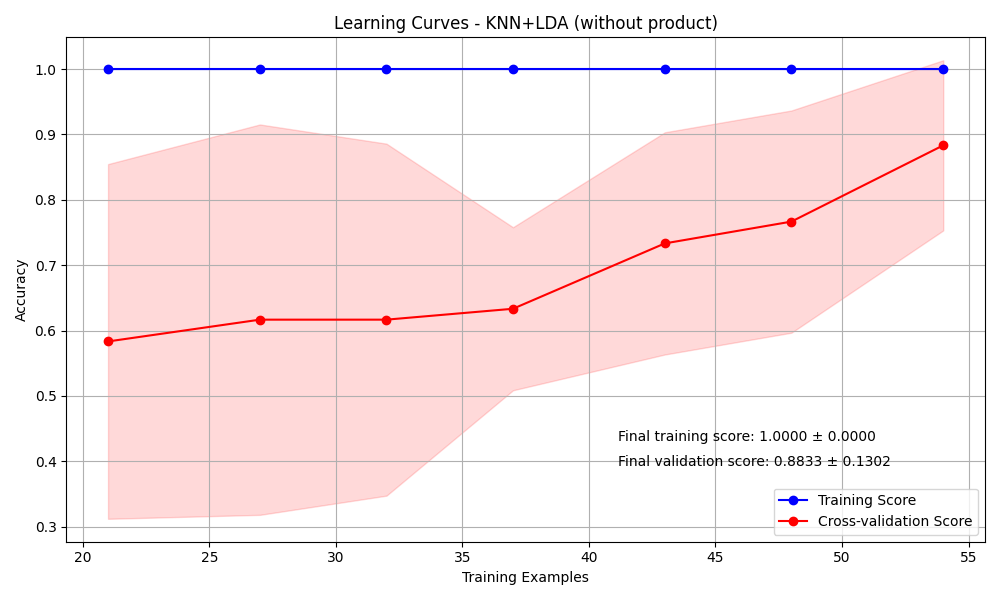 Learning Curves - KNN+LDA (without product)
Accuracy
1.0
0.9
0.8
0.7
0.6
0.5
0.4
0.3
Final training score: 1.0000 ± 0.0000
Final validation score: 0.8833 ± 0.1302
Training Score
Cross-validation Score
20 25 30 35 40 45 50 55
Training Examples